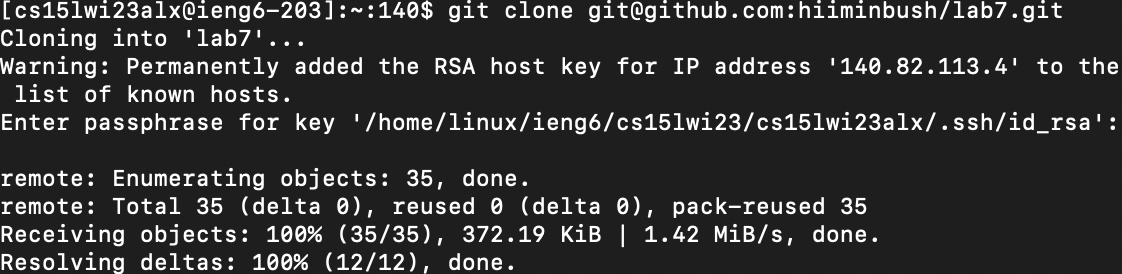 [cs15lwi23alx@ieng6-203]:~:140$ git clone git@github.com:hiiminbush/lab7.git
Cloning into 'lab7'...
Warning: Permanently added the RSA host key for IP address '140.82.113.4' to the
 list of known hosts.
Enter passphrase for key '/home/linux/ieng6/cs15lwi23/cs15lwi23alx/.ssh/id_rsa':
remote: Enumerating objects: 35, done.
remote: Total 35 (delta 0), reused 0 (delta 0), pack-reused 35
Receiving objects: 100% (35/35), 372.19 KiB | 1.42 MiB/s, done.
Resolving deltas: 100% (12/12), done.